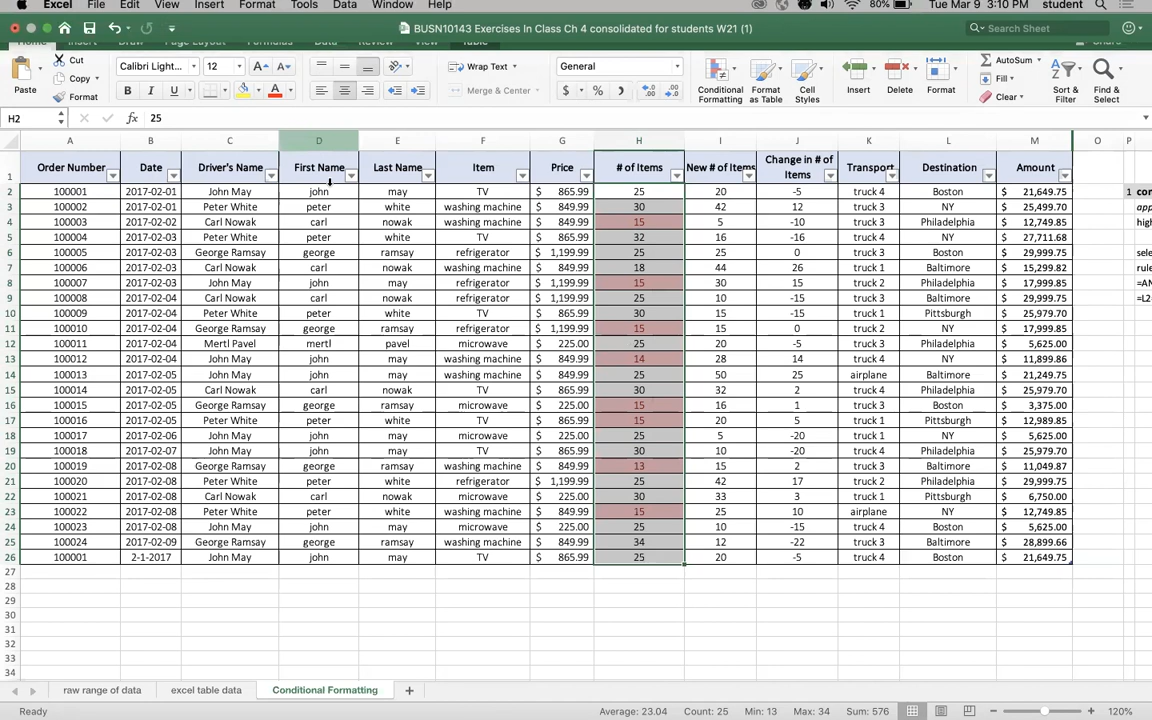 Excel File Edit View Insert Format Tools Data Window Help 80% Tue Mar 9 3:10 PM student
BUSN10143 Exercises In Class Ch 4 consolidated for students W21 (1) Search Sheet
Home Insert Draw Page Layout Formulas Data Review View Table
Paste Cut Copy Format Calibri Light... 12 Wrap Text Merge & Center General Conditional Formatting Format as Table Cell Styles Insert Delete Format AutoSum Fill Clear Sort & Filter Find & Select
H2 fx 25
A B C D E F G H I J K L M O P
1 Order Number Date Driver's Name First Name Last Name Item Price # of Items New # of Items Change in # of Items Transport Destination Amount
2 100001 2017-02-01 John May john may TV $ 865.99 25 20 -5 truck 4 Boston $ 21,649.75 1 con
3 100002 2017-02-01 Peter White peter white washing machine $ 849.99 30 42 12 truck 3 NY $ 25,499.70 app
4 100003 2017-02-02 Carl Nowak carl nowak washing machine $ 849.99 15 5 -10 truck 3 Philadelphia $ 12,749.85 high
5 100004 2017-02-03 Peter White peter white TV $ 865.99 32 16 -16 truck 4 NY $ 27,711.68
6 100005 2017-02-03 George Ramsay george ramsay refrigerator $ 1,199.99 25 25 0 truck 3 Boston $ 29,999.75 sele
7 100006 2017-02-03 Carl Nowak carl nowak washing machine $ 849.99 18 44 26 truck 1 Baltimore $ 15,299.82 rule
8 100007 2017-02-03 John May john may refrigerator $ 1,199.99 15 30 15 truck 2 Philadelphia $ 17,999.85 =AN
9 100008 2017-02-04 Carl Nowak carl nowak refrigerator $ 1,199.99 25 10 -15 truck 3 Baltimore $ 29,999.75 =L2
10 100009 2017-02-04 Peter White peter white TV $ 865.99 30 15 -15 truck 1 Pittsburgh $ 25,979.70
11 100010 2017-02-04 George Ramsay george ramsay refrigerator $ 1,199.99 15 15 0 truck 2 NY $ 17,999.85
12 100011 2017-02-04 Mertl Pavel mertl pavel microwave $ 225.00 25 20 -5 truck 3 Philadelphia $ 5,625.00
13 100012 2017-02-04 John May john may washing machine $ 849.99 14 28 14 truck 4 NY $ 11,899.86
14 100013 2017-02-05 John May john may washing machine $ 849.99 25 50 25 airplane Boston $ 21,249.75
15 100014 2017-02-05 Carl Nowak carl nowak TV $ 865.99 30 32 2 truck 4 Philadelphia $ 25,979.70
16 100015 2017-02-05 George Ramsay george ramsay microwave $ 225.00 15 16 1 truck 3 Boston $ 3,375.00
17 100016 2017-02-05 Peter White peter white TV $ 865.99 15 20 5 truck 1 Pittsburgh $ 12,989.85
18 100017 2017-02-06 John May john may microwave $ 225.00 25 5 -20 truck 1 NY $ 5,625.00
19 100018 2017-02-07 John May john may TV $ 865.99 30 10 -20 truck 4 Philadelphia $ 25,979.70
20 100019 2017-02-08 George Ramsay george ramsay washing machine $ 849.99 13 15 2 truck 3 Baltimore $ 11,049.87
21 100020 2017-02-08 Peter White peter white refrigerator $ 1,199.99 25 42 17 truck 3 Philadelphia $ 29,999.75
22 100021 2017-02-08 Carl Nowak carl nowak microwave $ 225.00 30 33 3 truck 1 Pittsburgh $ 6,750.00
23 100022 2017-02-08 Peter White peter white washing machine $ 849.99 15 25 10 airplane NY $ 12,749.85
24 100023 2017-02-08 John May john may microwave $ 225.00 25 10 -15 truck 4 Boston $ 5,625.00
25 100024 2017-02-09 George Ramsay george ramsay washing machine $ 849.99 34 12 -22 truck 3 Baltimore $ 28,899.66
26 100001 2-1-2017 John May john may TV $ 865.99 25 20 -5 truck 4 Boston $ 21,649.75
27
28
29
30
31
32
33
34
raw range of data excel table data Conditional Formatting +
Ready Average: 23.04 Count: 25 Min: 13 Max: 34 Sum: 576 120%